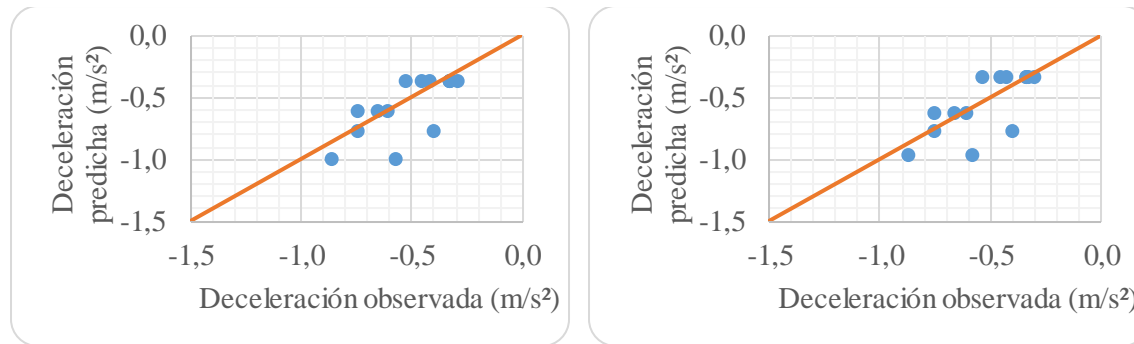 Deceleración
predicha (m/s²)
0,0
-0,5
-1,0
-1,5
-1,5 -1,0 -0,5 0,0
Deceleración observada (m/s²)
Deceleración
predicha (m/s²)
0,0
-0,5
-1,0
-1,5
-1,5 -1,0 -0,5 0,0
Deceleración observada (m/s²)